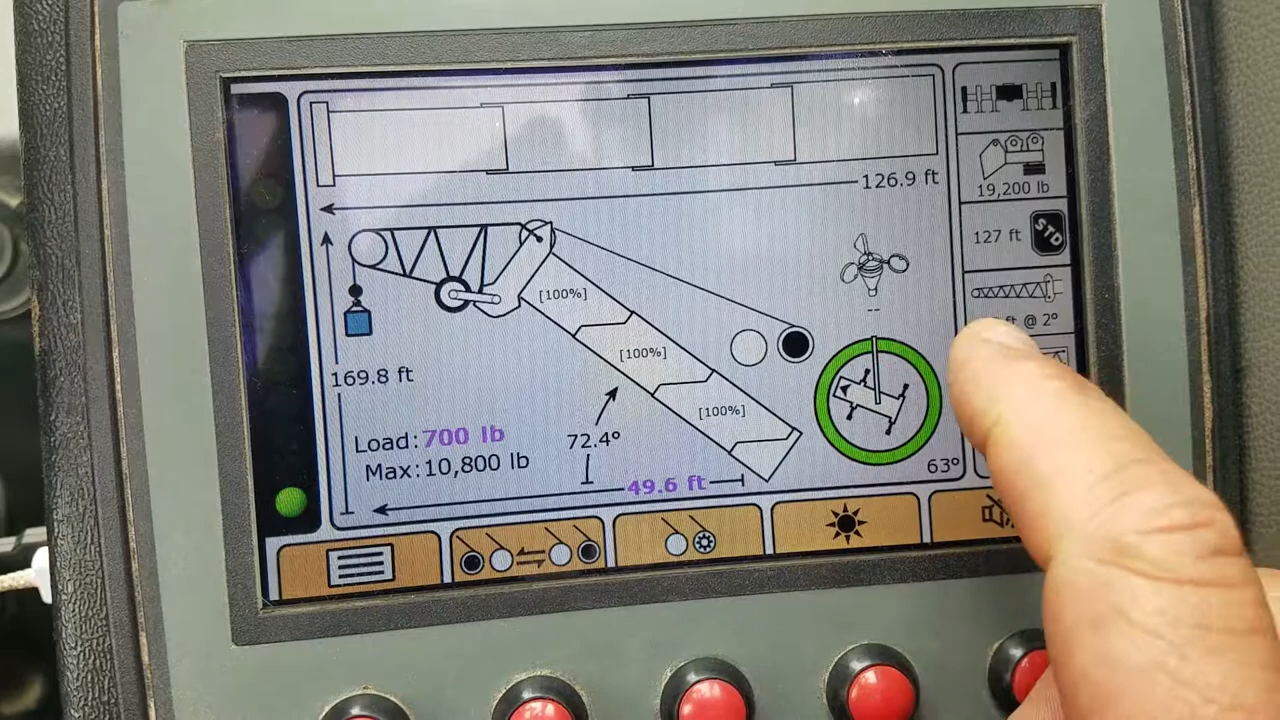 126.9 ft
19,200 lb
127 ft STD
ft @ 2°
[100%]
[100%]
[100%]
--
169.8 ft
Load: 700 lb
Max: 10,800 lb
72.4°
49.6 ft
63°